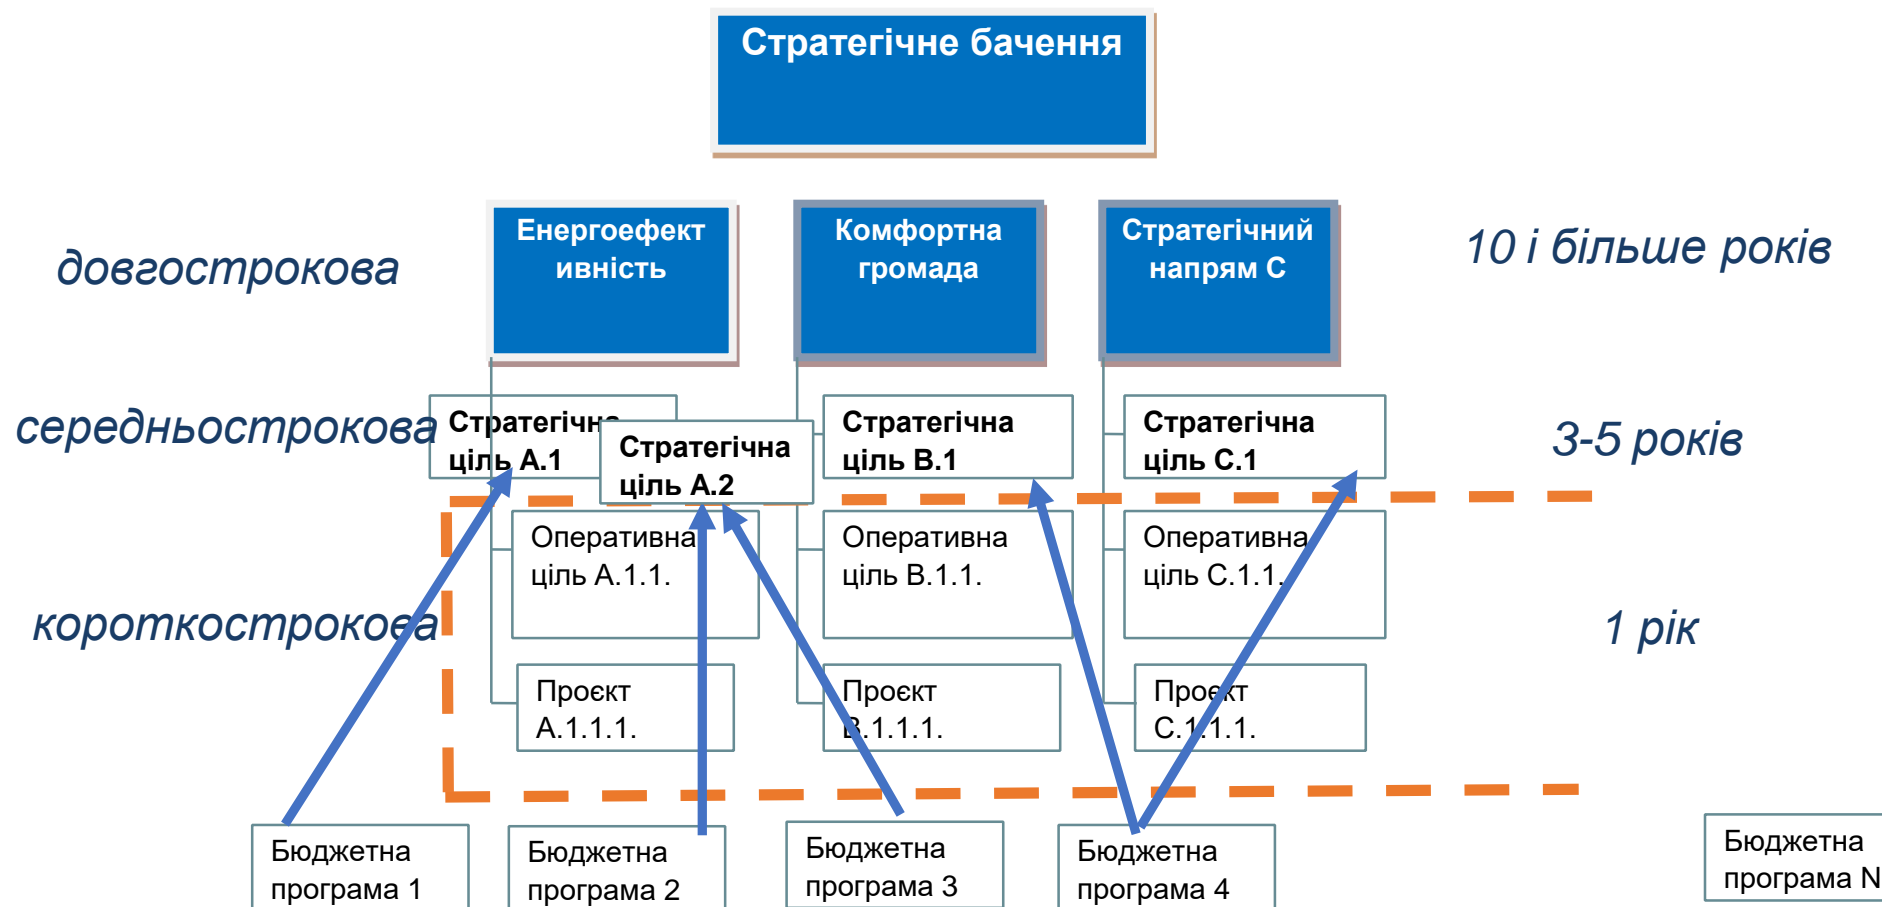 Стратегічне бачення
довгострокова
Енергоефект
ивність
Комфортна
громада
Стратегічний
напрям С
10 і більше років
середньострокова
Стратегічна
ціль А.1
Стратегічна
ціль А.2
Стратегічна
ціль В.1
Стратегічна
ціль С.1
3-5 років
короткострокова
Оперативна
ціль А.1.1.
Оперативна
ціль В.1.1.
Оперативна
ціль С.1.1.
1 рік
Проєкт
А.1.1.1.
Проєкт
В.1.1.1.
Проєкт
С.1.1.1.
Бюджетна
програма 1
Бюджетна
програма 2
Бюджетна
програма 3
Бюджетна
програма 4
Бюджетна
програма N